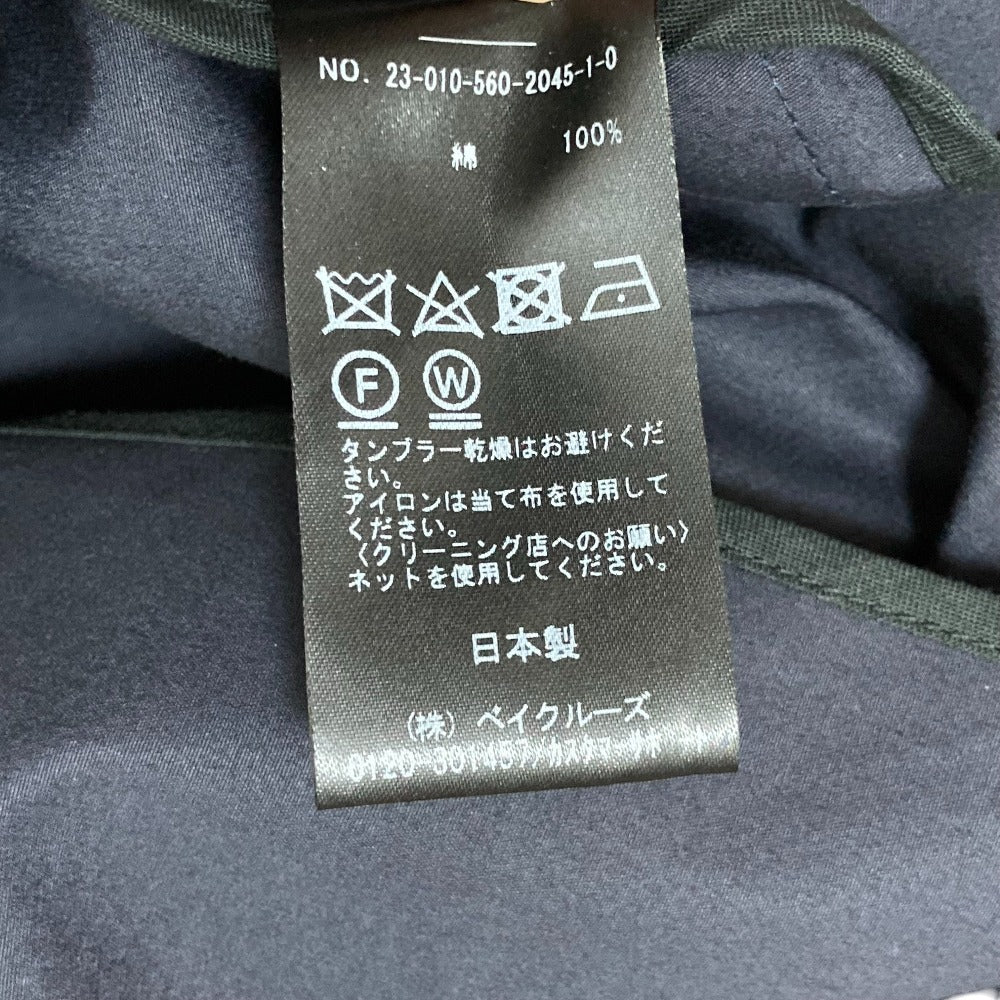 NO. 23-010-560-2045-1-0
綿 100%
F W
タンブラー乾燥はお避けくだ
さい。
アイロンは当て布を使用して
ください。
〈クリーニング店へのお願い〉
ネットを使用してください。
日本製
(株) ベイクルーズ
0120-301457